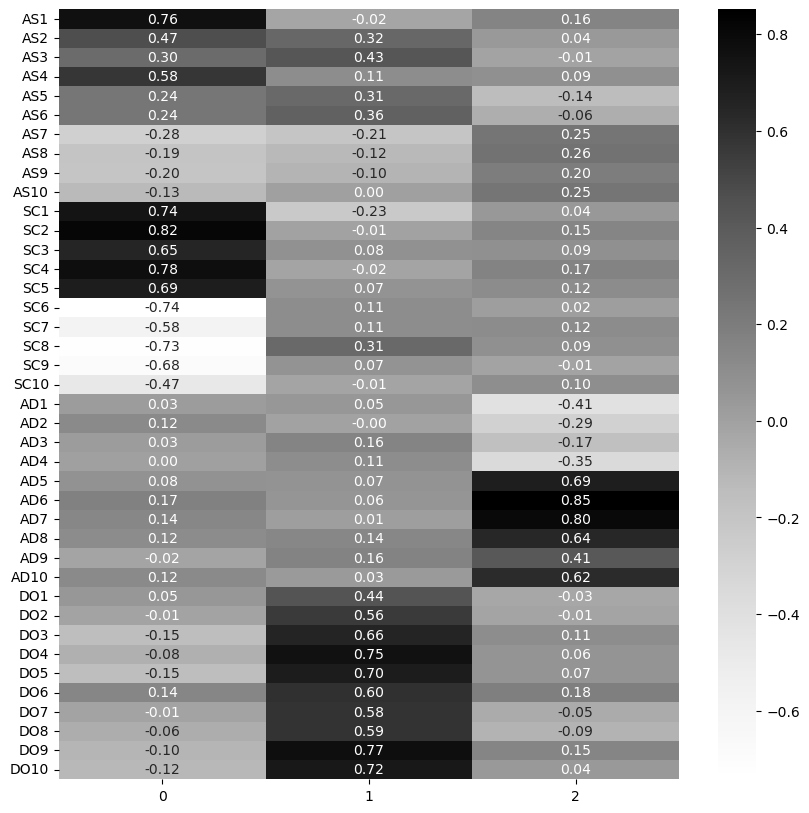 AS1 0.76 -0.02 0.16
AS2 0.47 0.32 0.04
AS3 0.30 0.43 -0.01
AS4 0.58 0.11 0.09
AS5 0.24 0.31 -0.14
AS6 0.24 0.36 -0.06
AS7 -0.28 -0.21 0.25
AS8 -0.19 -0.12 0.26
AS9 -0.20 -0.10 0.20
AS10 -0.13 0.00 0.25
SC1 0.74 -0.23 0.04
SC2 0.82 -0.01 0.15
SC3 0.65 0.08 0.09
SC4 0.78 -0.02 0.17
SC5 0.69 0.07 0.12
SC6 -0.74 0.11 0.02
SC7 -0.58 0.11 0.12
SC8 -0.73 0.31 0.09
SC9 -0.68 0.07 -0.01
SC10 -0.47 -0.01 0.10
AD1 0.03 0.05 -0.41
AD2 0.12 -0.00 -0.29
AD3 0.03 0.16 -0.17
AD4 0.00 0.11 -0.35
AD5 0.08 0.07 0.69
AD6 0.17 0.06 0.85
AD7 0.14 0.01 0.80
AD8 0.12 0.14 0.64
AD9 -0.02 0.16 0.41
AD10 0.12 0.03 0.62
DO1 0.05 0.44 -0.03
DO2 -0.01 0.56 -0.01
DO3 -0.15 0.66 0.11
DO4 -0.08 0.75 0.06
DO5 -0.15 0.70 0.07
DO6 0.14 0.60 0.18
DO7 -0.01 0.58 -0.05
DO8 -0.06 0.59 -0.09
DO9 -0.10 0.77 0.15
DO10 -0.12 0.72 0.04
0 1 2
0.8
0.6
0.4
0.2
0.0
−0.2
−0.4
−0.6